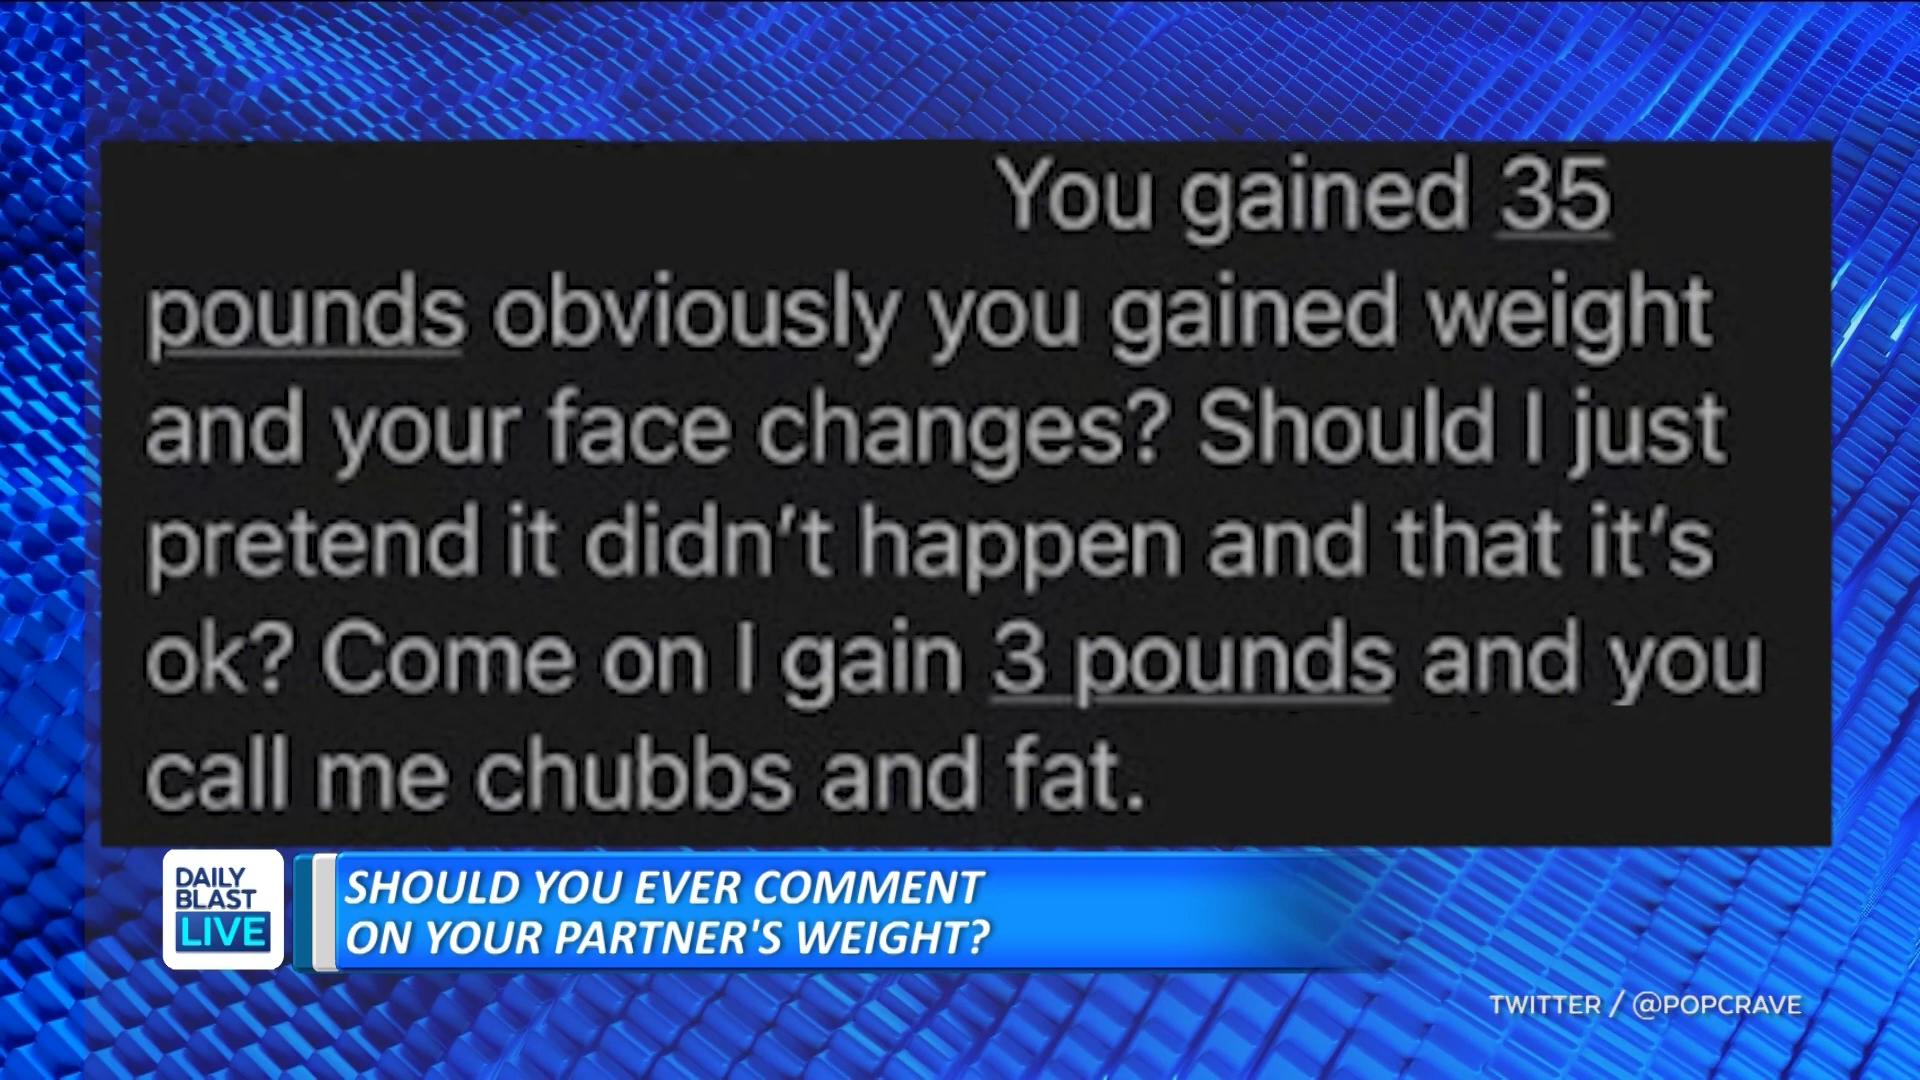 You gained 35
pounds obviously you gained weight
and your face changes? Should I just
pretend it didn't happen and that it's
ok? Come on I gain 3 pounds and you
call me chubbs and fat.
DAILY
BLAST
LIVE
SHOULD YOU EVER COMMENT
ON YOUR PARTNER'S WEIGHT?
TWITTER / @POPCRAVE